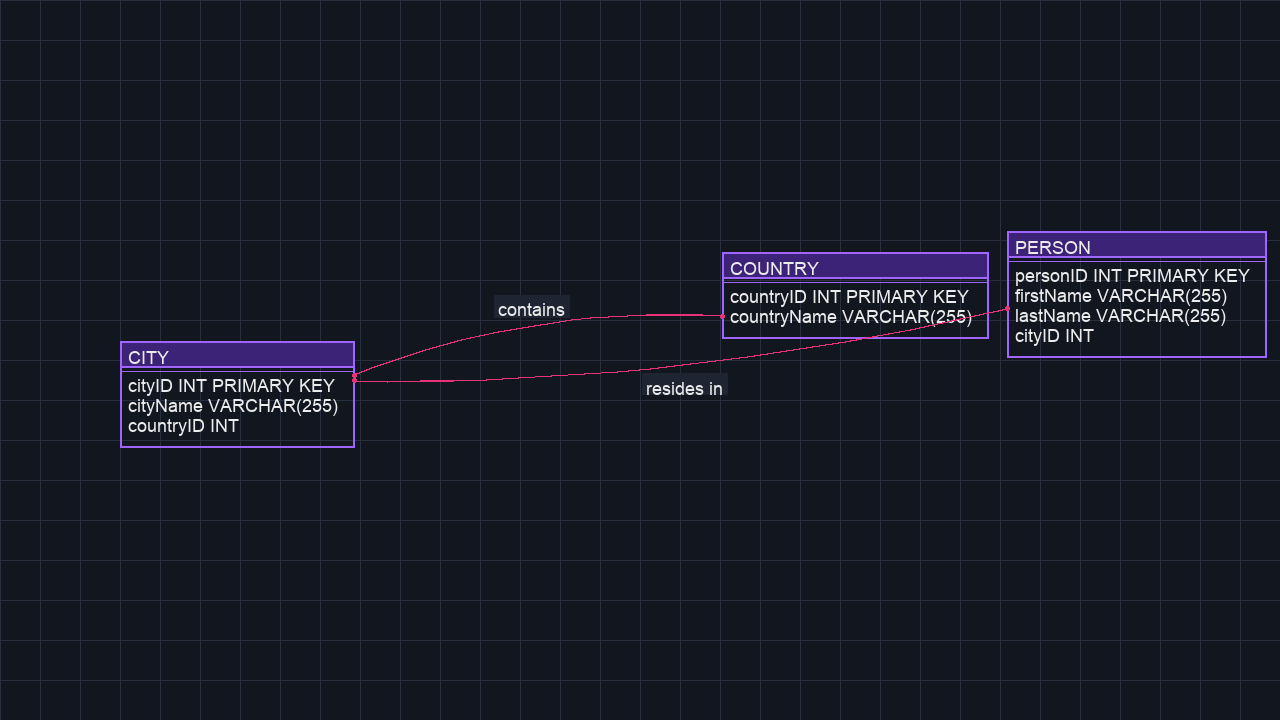 PERSON
personID INT PRIMARY KEY
firstName VARCHAR(255)
lastName VARCHAR(255)
cityID INT
COUNTRY
countryID INT PRIMARY KEY
countryName VARCHAR(255)
contains
CITY
cityID INT PRIMARY KEY
cityName VARCHAR(255)
countryID INT
resides in